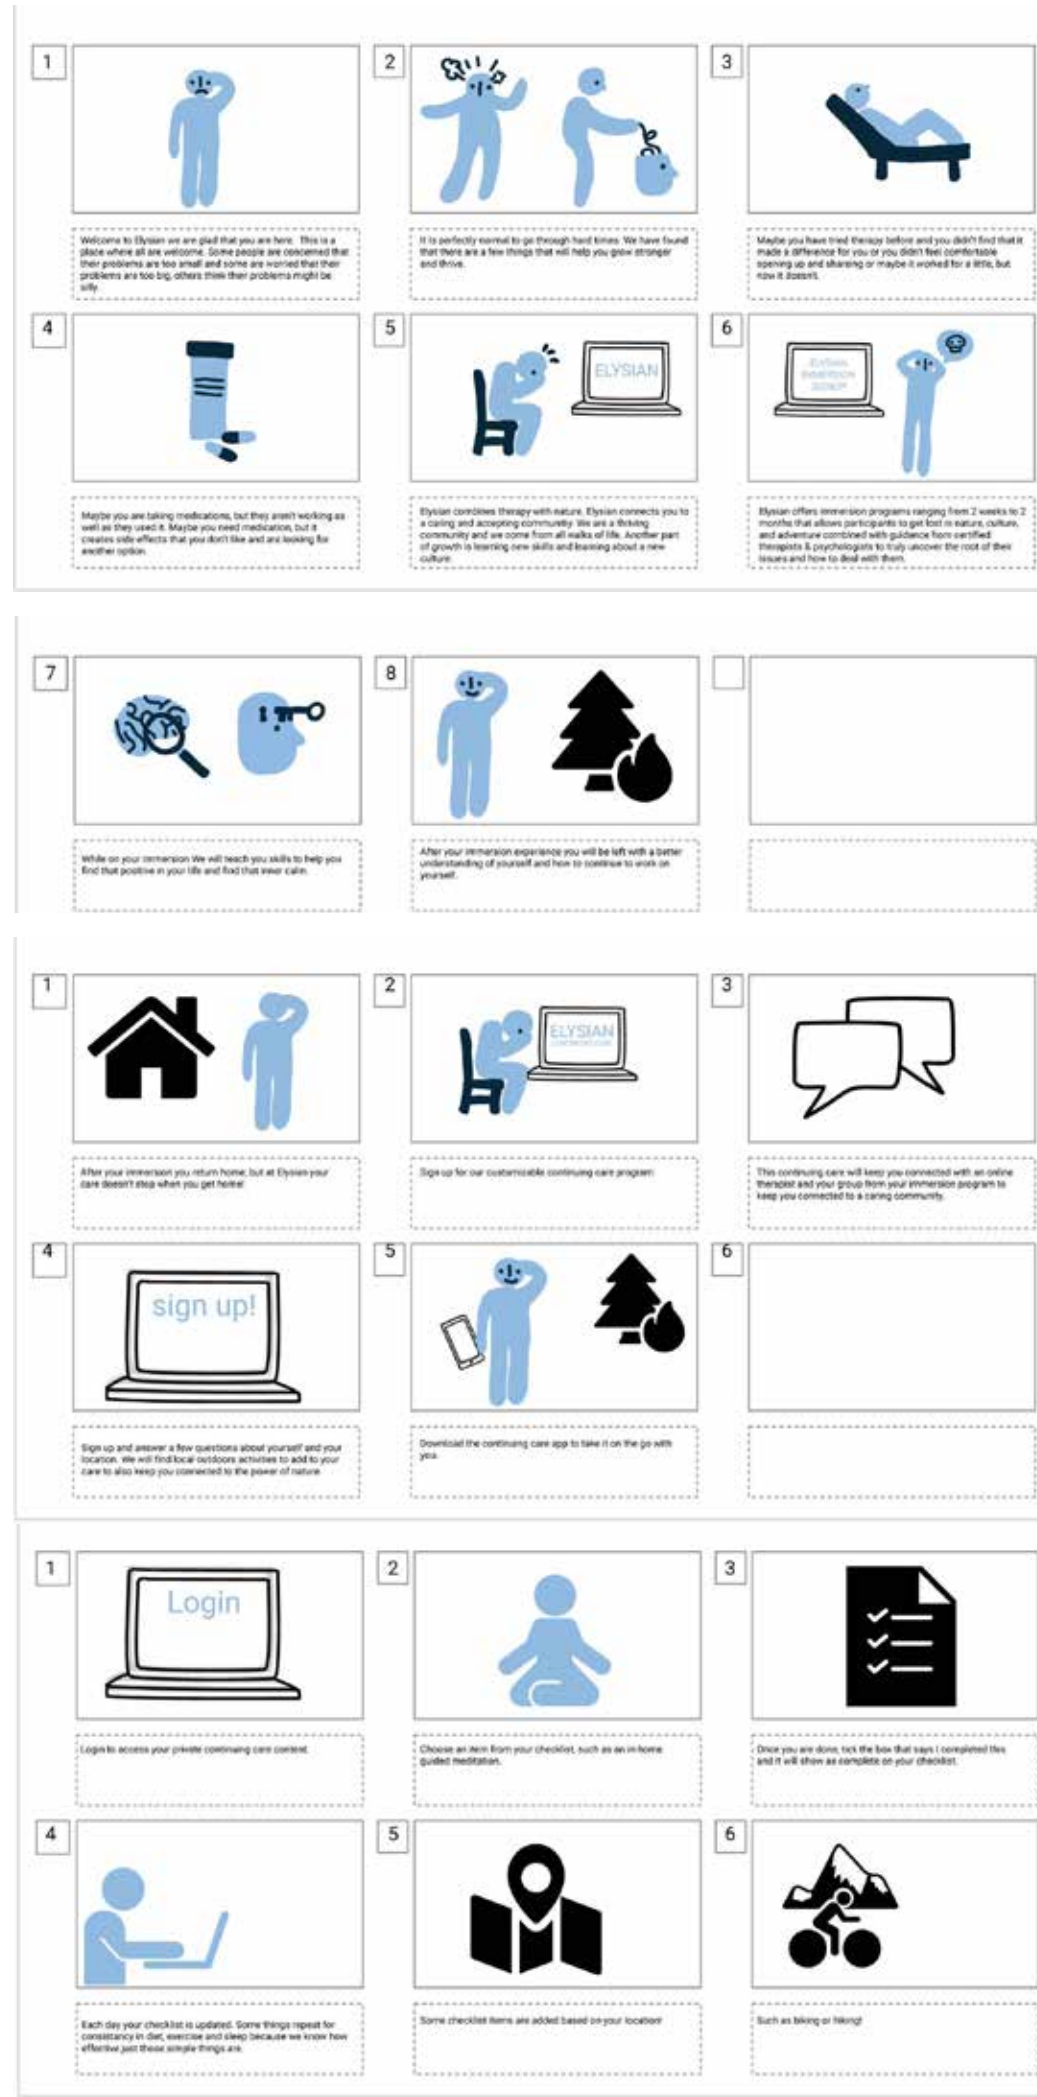 1
2
3
Welcome to Elysian we are glad that you are here. This is a
place where all are welcome. Some people are concerned that
their problems are too small and some are worried that their
problems are too big, others think their problems might be
silly.
It is perfectly normal to go through hard times. We have found
that there are a few things that will help you grow stronger
and thrive.
Maybe you have tried therapy before and you didn't find that it
made a difference for you or you didn't feel comfortable
opening up and sharing or maybe it worked for a little, but
now it doesn't.
4
5
6
ELYSIAN
ELYSIAN
IMMERSION
Maybe you are taking medications, but they aren't working as
well as they used it. Maybe you need medication, but it
creates side effects that you don't like and are looking for
another option.
Elysian combines therapy with nature. Elysian connects you to
a caring and accepting community. We are a thriving
community and we come from all walks of life. Another part
of growth is learning new skills and learning about a new
culture.
Elysian offers immersion programs ranging from 2 weeks to 2
months that allows participants to get lost in nature, culture,
and adventure combined with guidance from certified
therapists & psychologists to truly uncover the root of their
issues and how to deal with them.
7
8
While on your immersion We will teach you skills to help you
find that positive in your life and find that inner calm.
After your immersion experience you will be left with a better
understanding of yourself and how to continue to work on
yourself.
1
2
3
ELYSIAN
After your immersion you return home, but at Elysian your
care doesn't stop when you get home!
Sign up for our customizable continuing care program
This continuing care will keep you connected with an online
therapist and your group from your immersion program to
keep you connected to a caring community.
4
5
6
sign up!
Sign up and answer a few questions about yourself and your
location. We will find local outdoors activities to add to your
care to also keep you connected to the power of nature.
Download the continuing care app to take it on the go with
you.
1
2
3
Login
Login to access your private continuing care content.
Choose an item from your checklist, such as an in-home
guided meditation.
Once you are done, tick the box that says I completed this
and it will show as complete on your checklist.
4
5
6
Each day your checklist is updated. Some things repeat for
consistancy in diet, exercise and sleep because we know how
effective just those simple things are.
Some checklist items are added based on your location!
Such as biking or hiking!